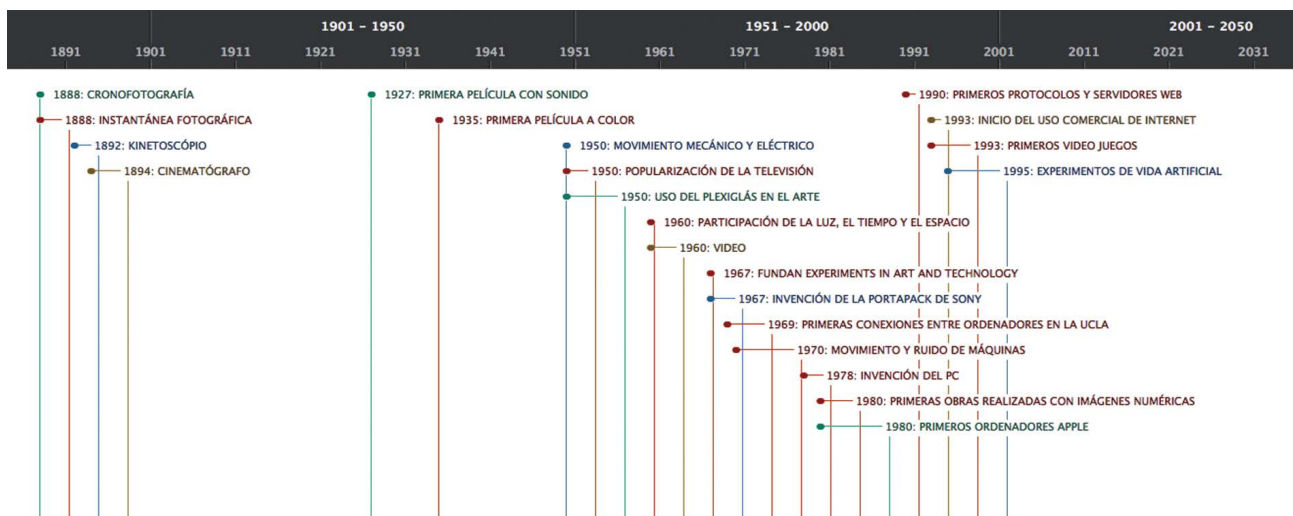 1901 – 1950 1951 – 2000 2001 – 2050
1891 1901 1911 1921 1931 1941 1951 1961 1971 1981 1991 2001 2011 2021 2031
1888: CRONOFOTOGRAFÍA 1927: PRIMERA PELÍCULA CON SONIDO 1990: PRIMEROS PROTOCOLOS Y SERVIDORES WEB
1888: INSTANTÁNEA FOTOGRÁFICA 1935: PRIMERA PELÍCULA A COLOR 1993: INICIO DEL USO COMERCIAL DE INTERNET
1892: KINETOSCÓPIO 1950: MOVIMIENTO MECÁNICO Y ELÉCTRICO 1993: PRIMEROS VIDEO JUEGOS
1894: CINEMATÓGRAFO 1950: POPULARIZACIÓN DE LA TELEVISIÓN 1995: EXPERIMENTOS DE VIDA ARTIFICIAL
1950: USO DEL PLEXIGLÁS EN EL ARTE
1960: PARTICIPACIÓN DE LA LUZ, EL TIEMPO Y EL ESPACIO
1960: VIDEO
1967: FUNDAN EXPERIMENTS IN ART AND TECHNOLOGY
1967: INVENCIÓN DE LA PORTAPACK DE SONY
1969: PRIMERAS CONEXIONES ENTRE ORDENADORES EN LA UCLA
1970: MOVIMIENTO Y RUIDO DE MÁQUINAS
1978: INVENCIÓN DEL PC
1980: PRIMERAS OBRAS REALIZADAS CON IMÁGENES NUMÉRICAS
1980: PRIMEROS ORDENADORES APPLE